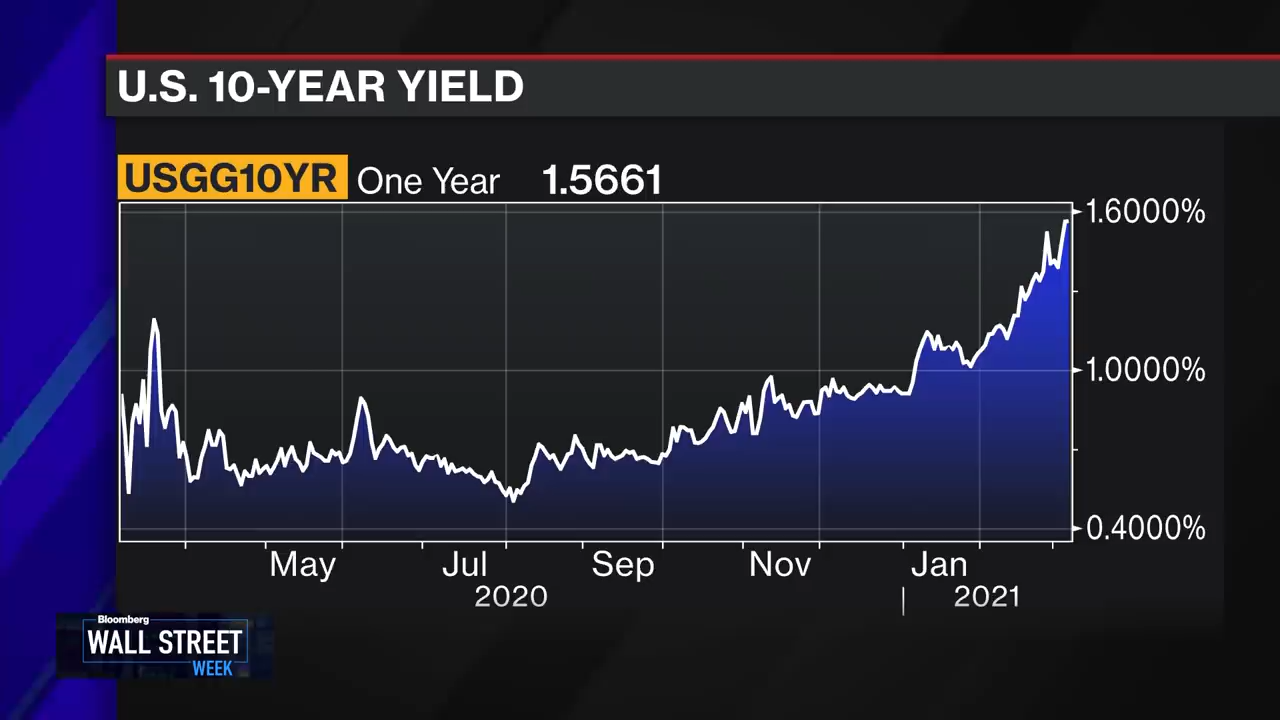 U.S. 10-YEAR YIELD
USGG10YR One Year 1.5661
1.6000%
1.0000%
0.4000%
May Jul Sep Nov Jan
2020 2021
Bloomberg
WALL STREET
WEEK